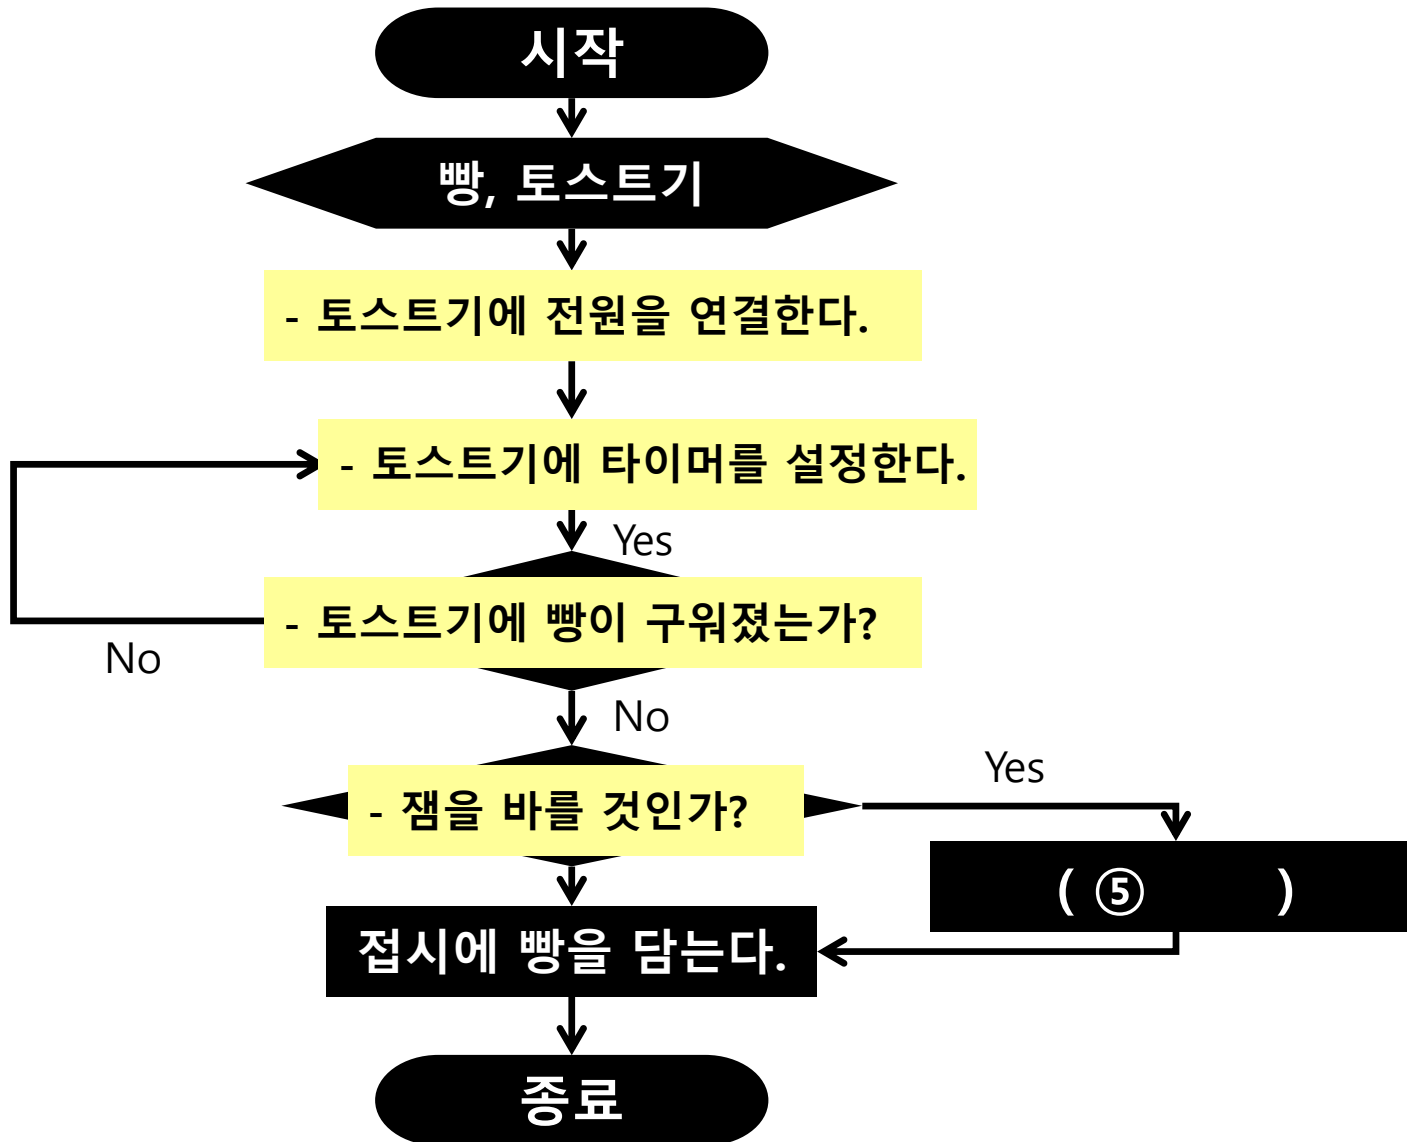 시작
빵, 토스트기
- 토스트기에 전원을 연결한다.
- 토스트기에 타이머를 설정한다.
Yes
- 토스트기에 빵이 구워졌는가?
No
No
Yes
- 잼을 바를 것인가?
( ⑤ )
접시에 빵을 담는다.
종료